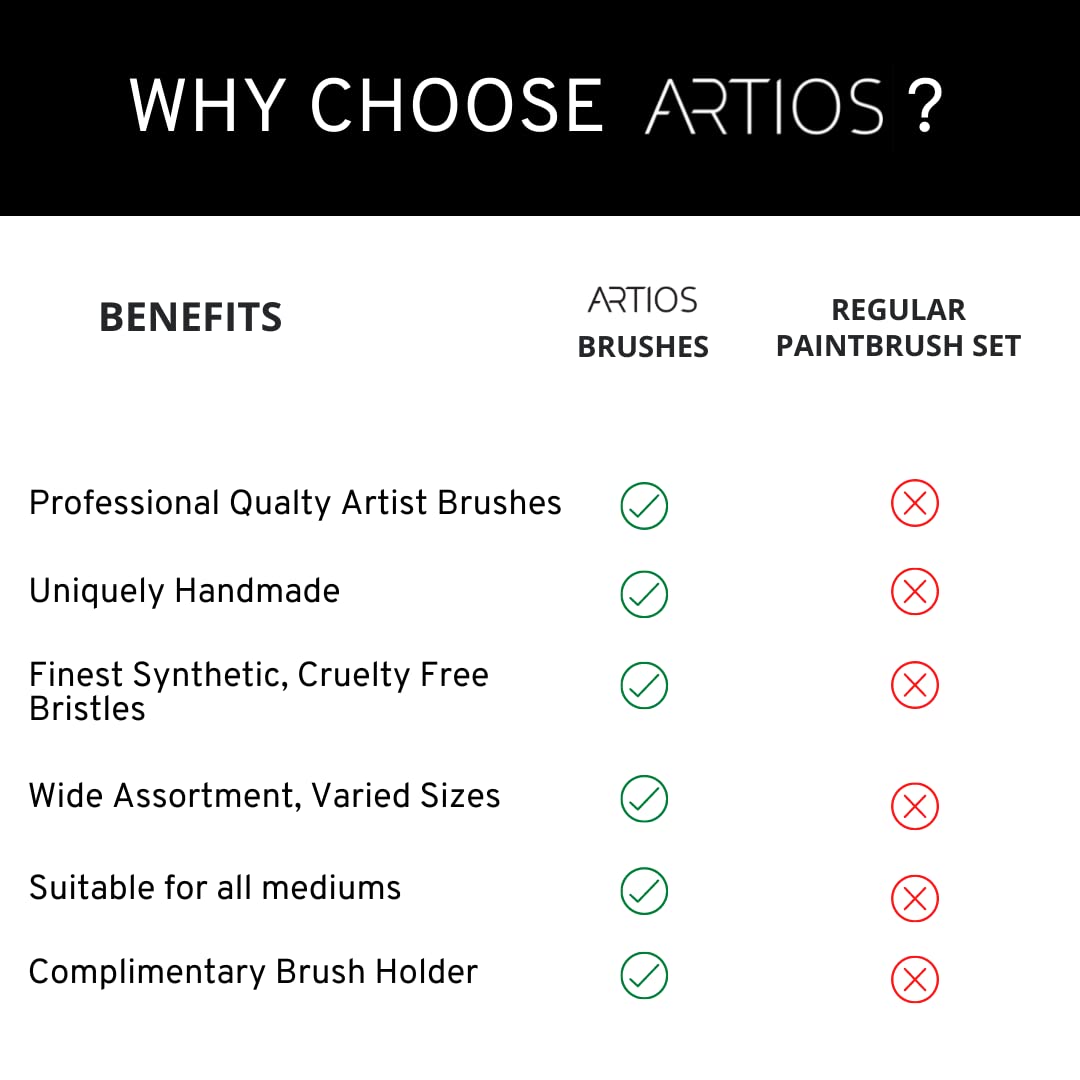 WHY CHOOSE ARTIOS ?
BENEFITS
ARTIOS
BRUSHES
REGULAR
PAINTBRUSH SET
Professional Qualty Artist Brushes
Uniquely Handmade
Finest Synthetic, Cruelty Free
Bristles
Wide Assortment, Varied Sizes
Suitable for all mediums
Complimentary Brush Holder